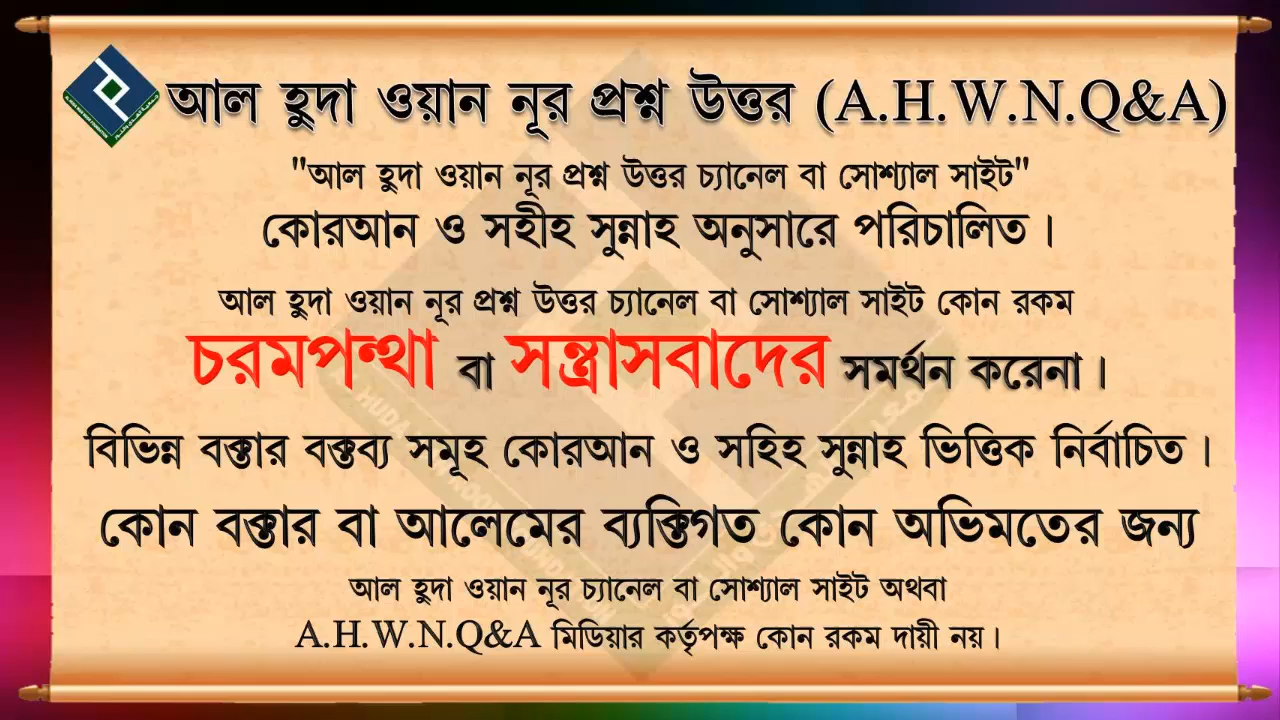 আল হুদা ওয়ান নূর প্রশ্ন উত্তর (A.H.W.N.Q&A)
"আল হুদা ওয়ান নূর প্রশ্ন উত্তর চ্যানেল বা সোশ্যাল সাইট"
কোরআন ও সহীহ সুন্নাহ অনুসারে পরিচালিত।
আল হুদা ওয়ান নূর প্রশ্ন উত্তর চ্যানেল বা সোশ্যাল সাইট কোন রকম
চরমপন্থা বা সন্ত্রাসবাদের সমর্থন করেনা।
বিভিন্ন বক্তার বক্তব্য সমূহ কোরআন ও সহিহ সুন্নাহ ভিত্তিক নির্বাচিত।
কোন বক্তার বা আলেমের ব্যক্তিগত কোন অভিমতের জন্য
আল হুদা ওয়ান নূর চ্যানেল বা সোশ্যাল সাইট অথবা
A.H.W.N.Q&A মিডিয়ার কর্তৃপক্ষ কোন রকম দায়ী নয়।